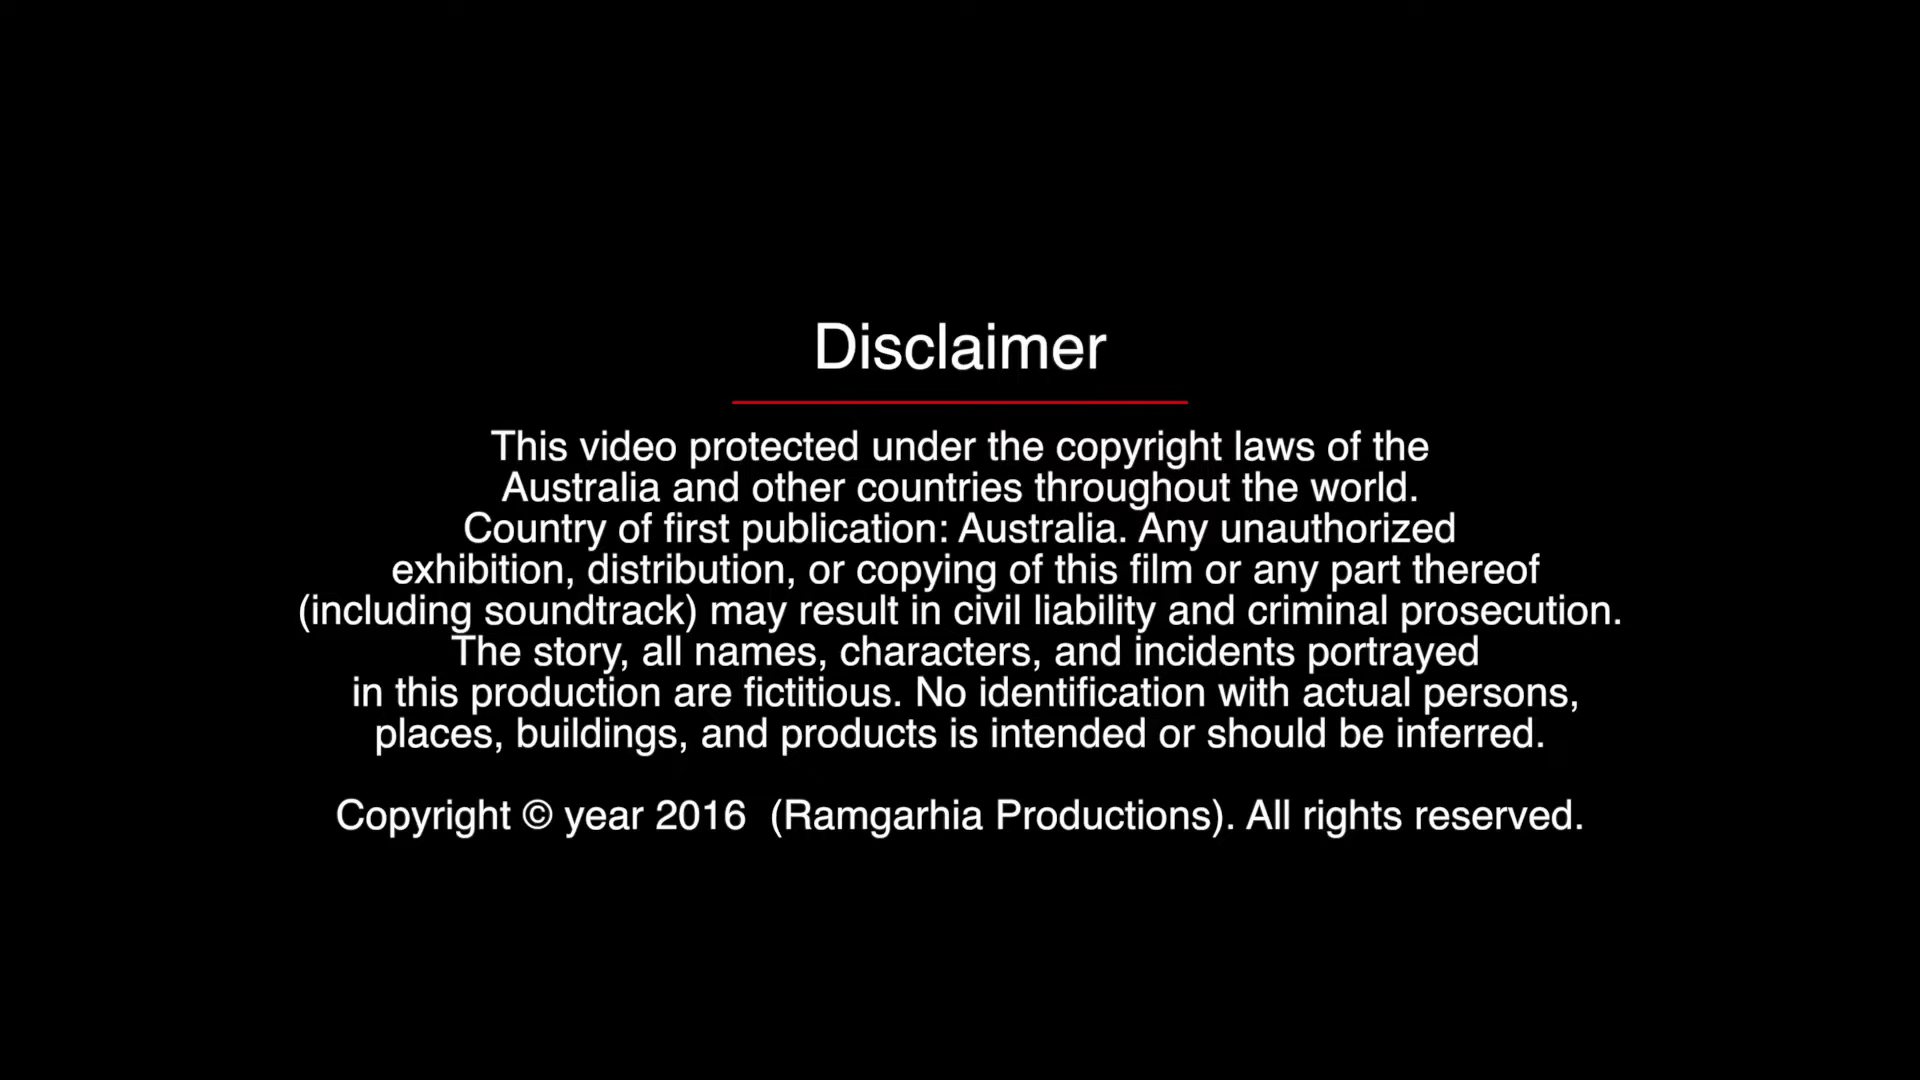 Disclaimer
This video protected under the copyright laws of the
Australia and other countries throughout the world.
Country of first publication: Australia. Any unauthorized
exhibition, distribution, or copying of this film or any part thereof
(including soundtrack) may result in civil liability and criminal prosecution.
The story, all names, characters, and incidents portrayed
in this production are fictitious. No identification with actual persons,
places, buildings, and products is intended or should be inferred.
Copyright © year 2016  (Ramgarhia Productions). All rights reserved.